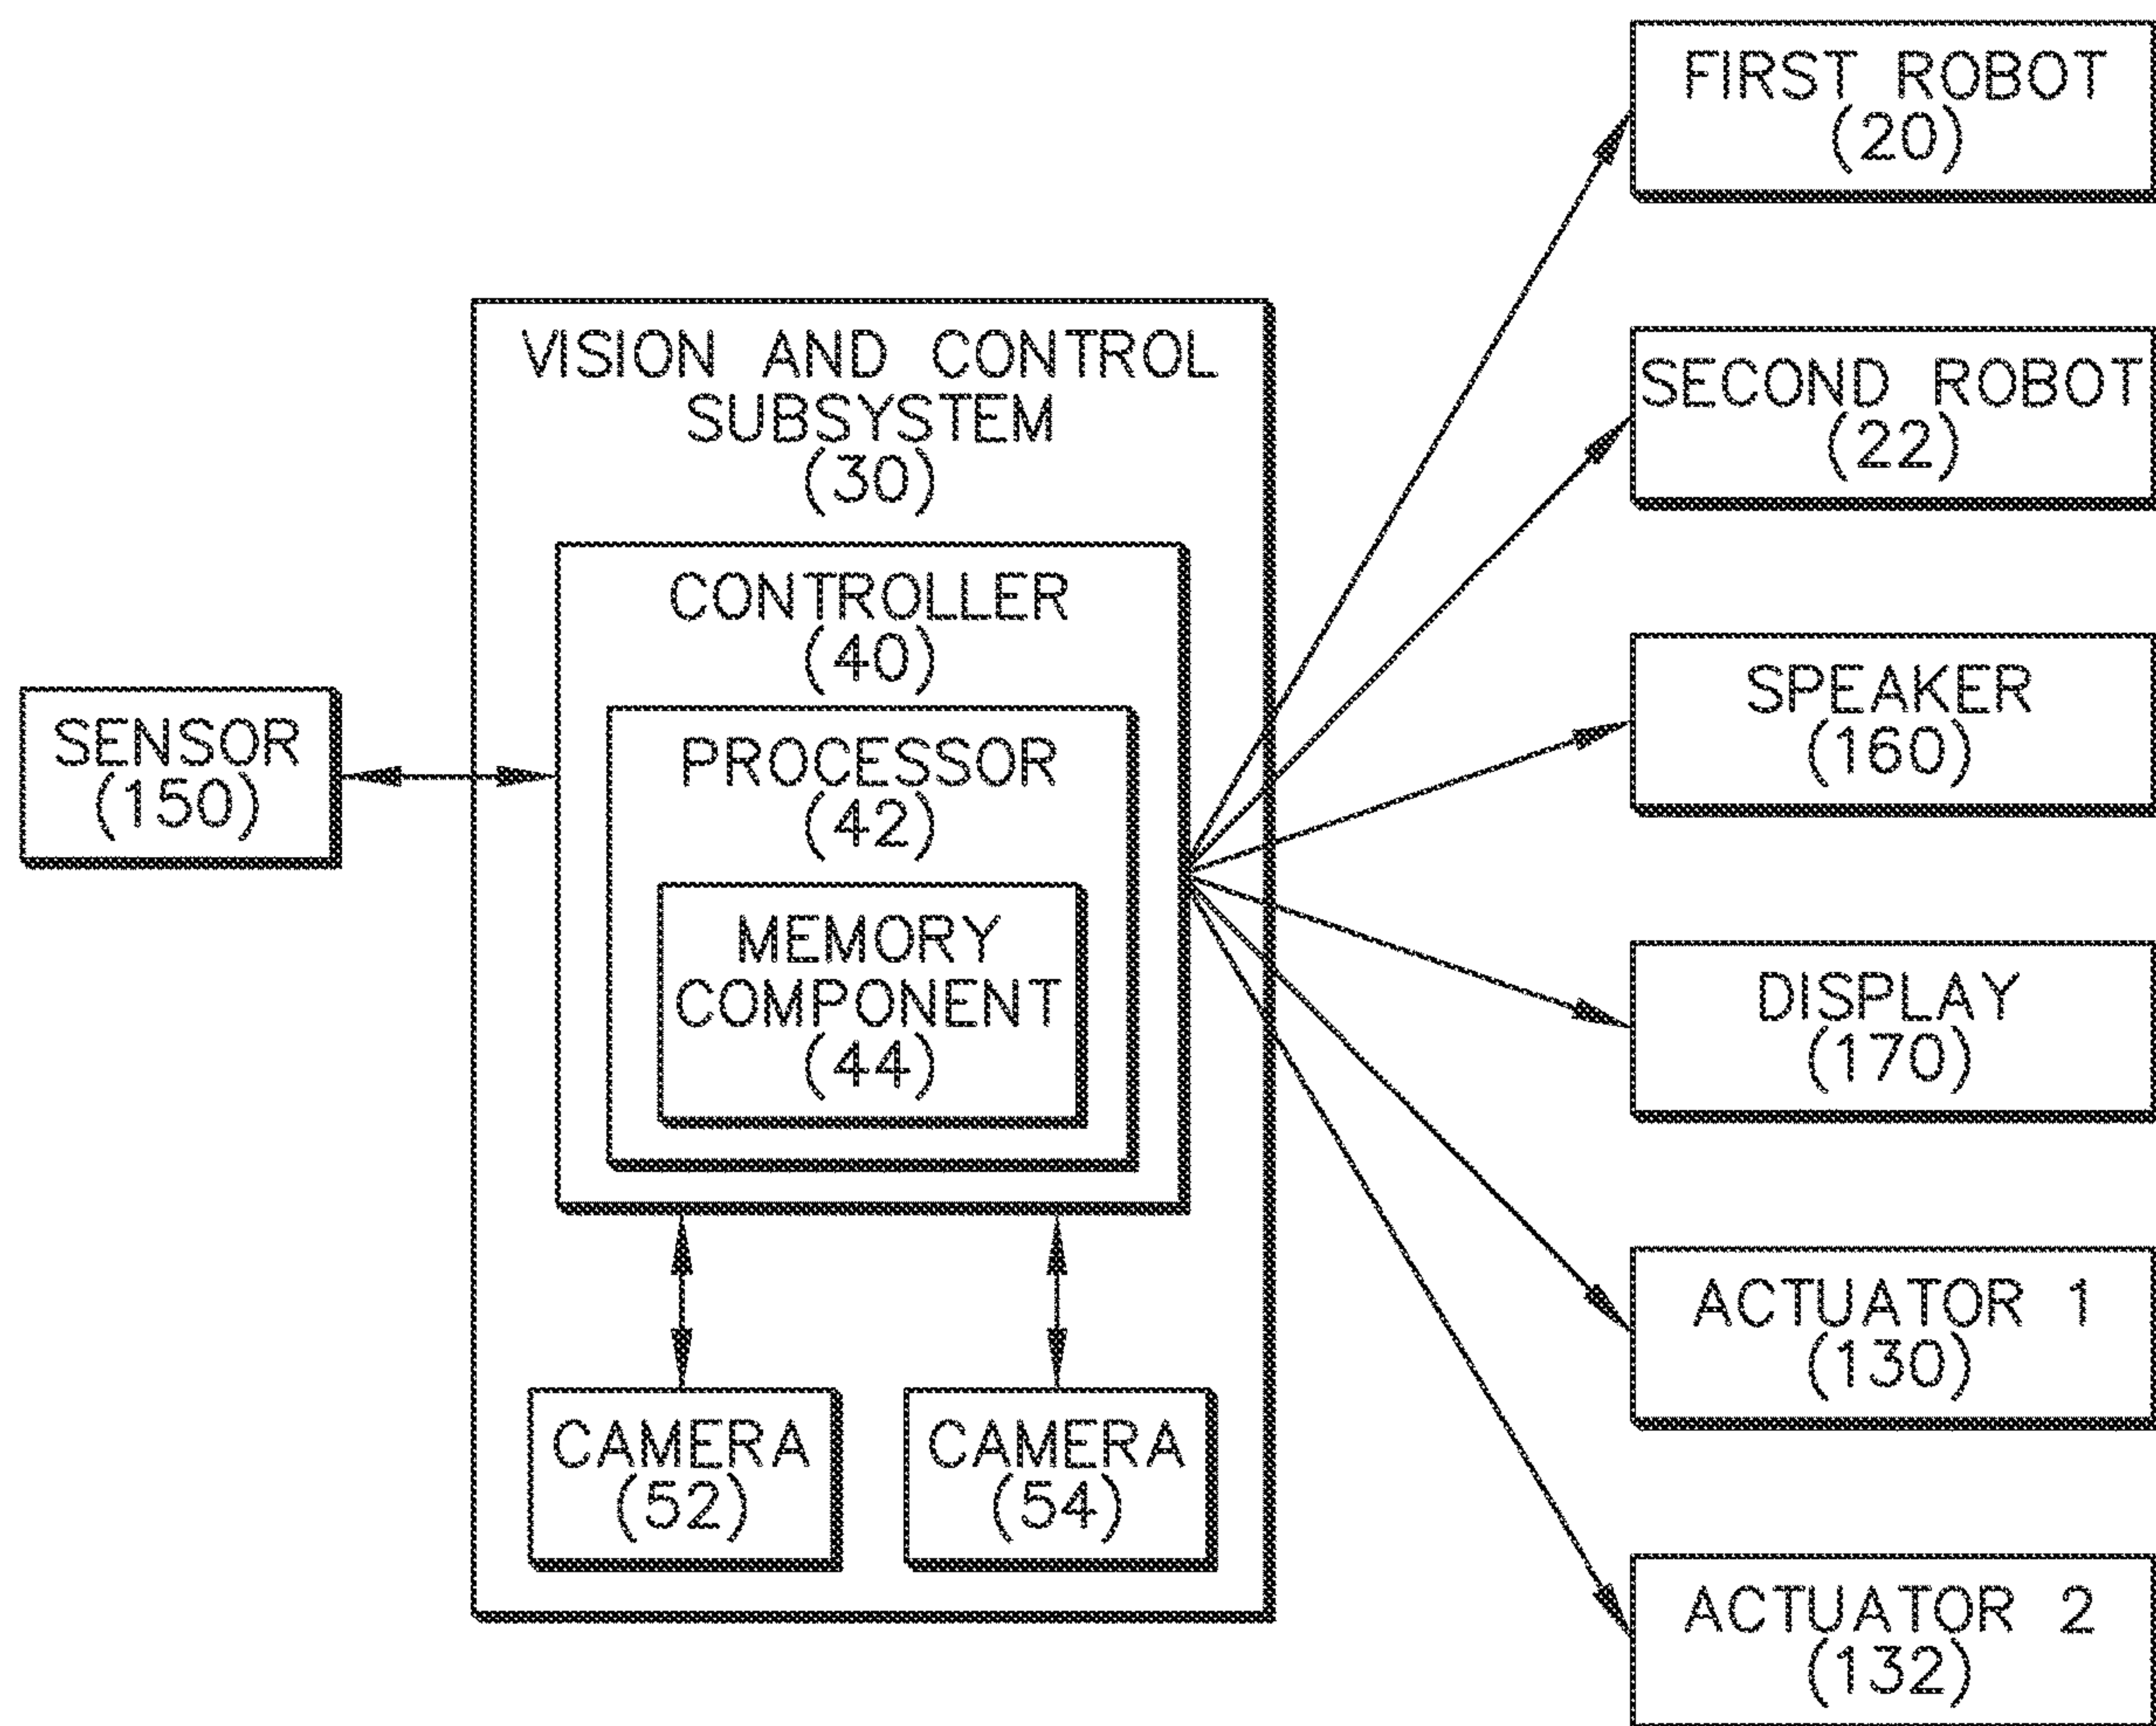 FIRST ROBOT
(20)
SECOND ROBOT
(22)
VISION AND CONTROL
SUBSYSTEM
(30)
CONTROLLER
(40)
PROCESSOR
(42)
MEMORY
COMPONENT
(44)
SENSOR
(150)
SPEAKER
(160)
DISPLAY
(170)
CAMERA
(52)
CAMERA
(54)
ACTUATOR 1
(130)
ACTUATOR 2
(132)